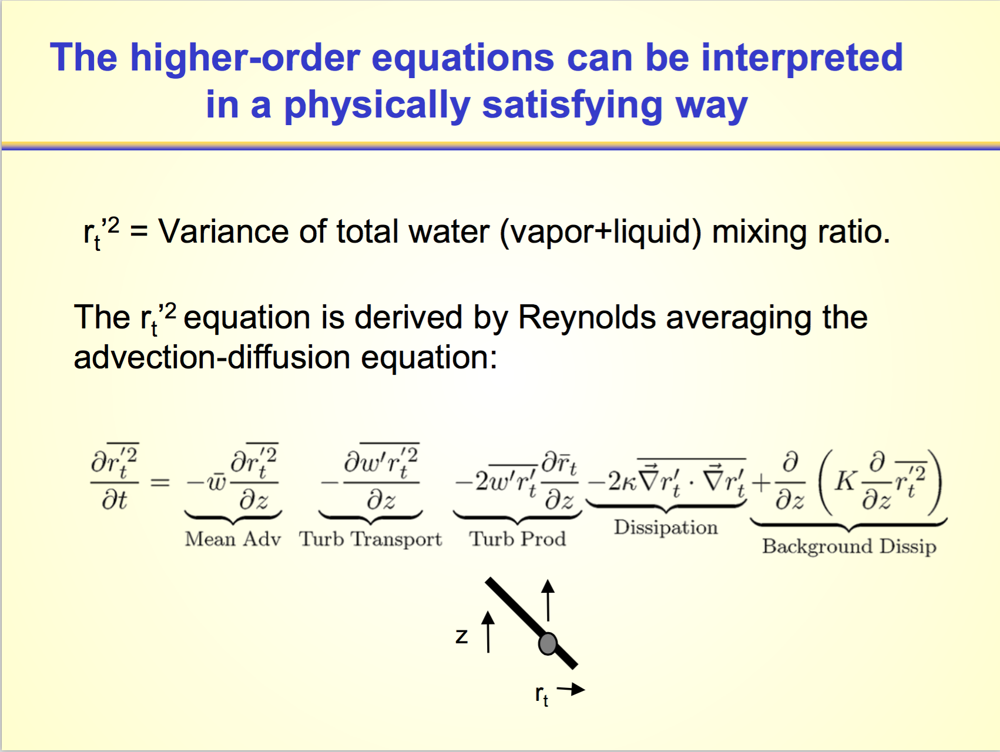 The higher-order equations can be interpreted
in a physically satisfying way
rₜ’² = Variance of total water (vapor+liquid) mixing ratio.
The rₜ’² equation is derived by Reynolds averaging the
advection-diffusion equation:
\frac{\partial \overline{r_t'^2}}{\partial t} = \underbrace{-\bar{w}\frac{\partial \overline{r_t'^2}}{\partial z}}_{\text{Mean Adv}} \underbrace{-\frac{\partial \overline{w'r_t'^2}}{\partial z}}_{\text{Turb Transport}} \underbrace{-2\overline{w'r_t'}\frac{\partial \bar{r}_t}{\partial z}}_{\text{Turb Prod}} \underbrace{-2\kappa\overline{\vec{\nabla}r_t' \cdot \vec{\nabla}r_t'}}_{\text{Dissipation}} \underbrace{+\frac{\partial}{\partial z}\left(K\frac{\partial}{\partial z}\overline{r_t'^2}\right)}_{\text{Background Dissip}}
z
rₜ